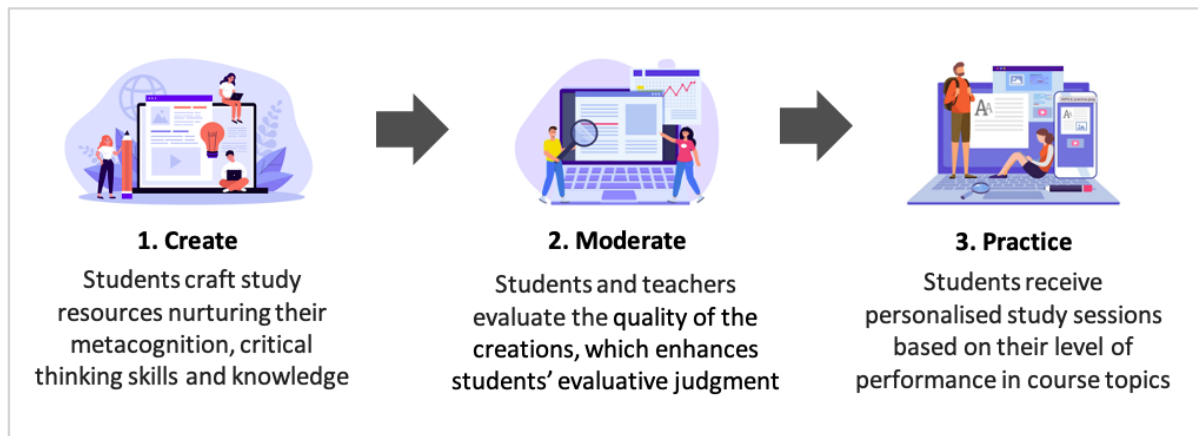 1. Create
Students craft study
resources nurturing their
metacognition, critical
thinking skills and knowledge
2. Moderate
Students and teachers
evaluate the quality of the
creations, which enhances
students' evaluative judgment
3. Practice
Students receive
personalised study sessions
based on their level of
performance in course topics